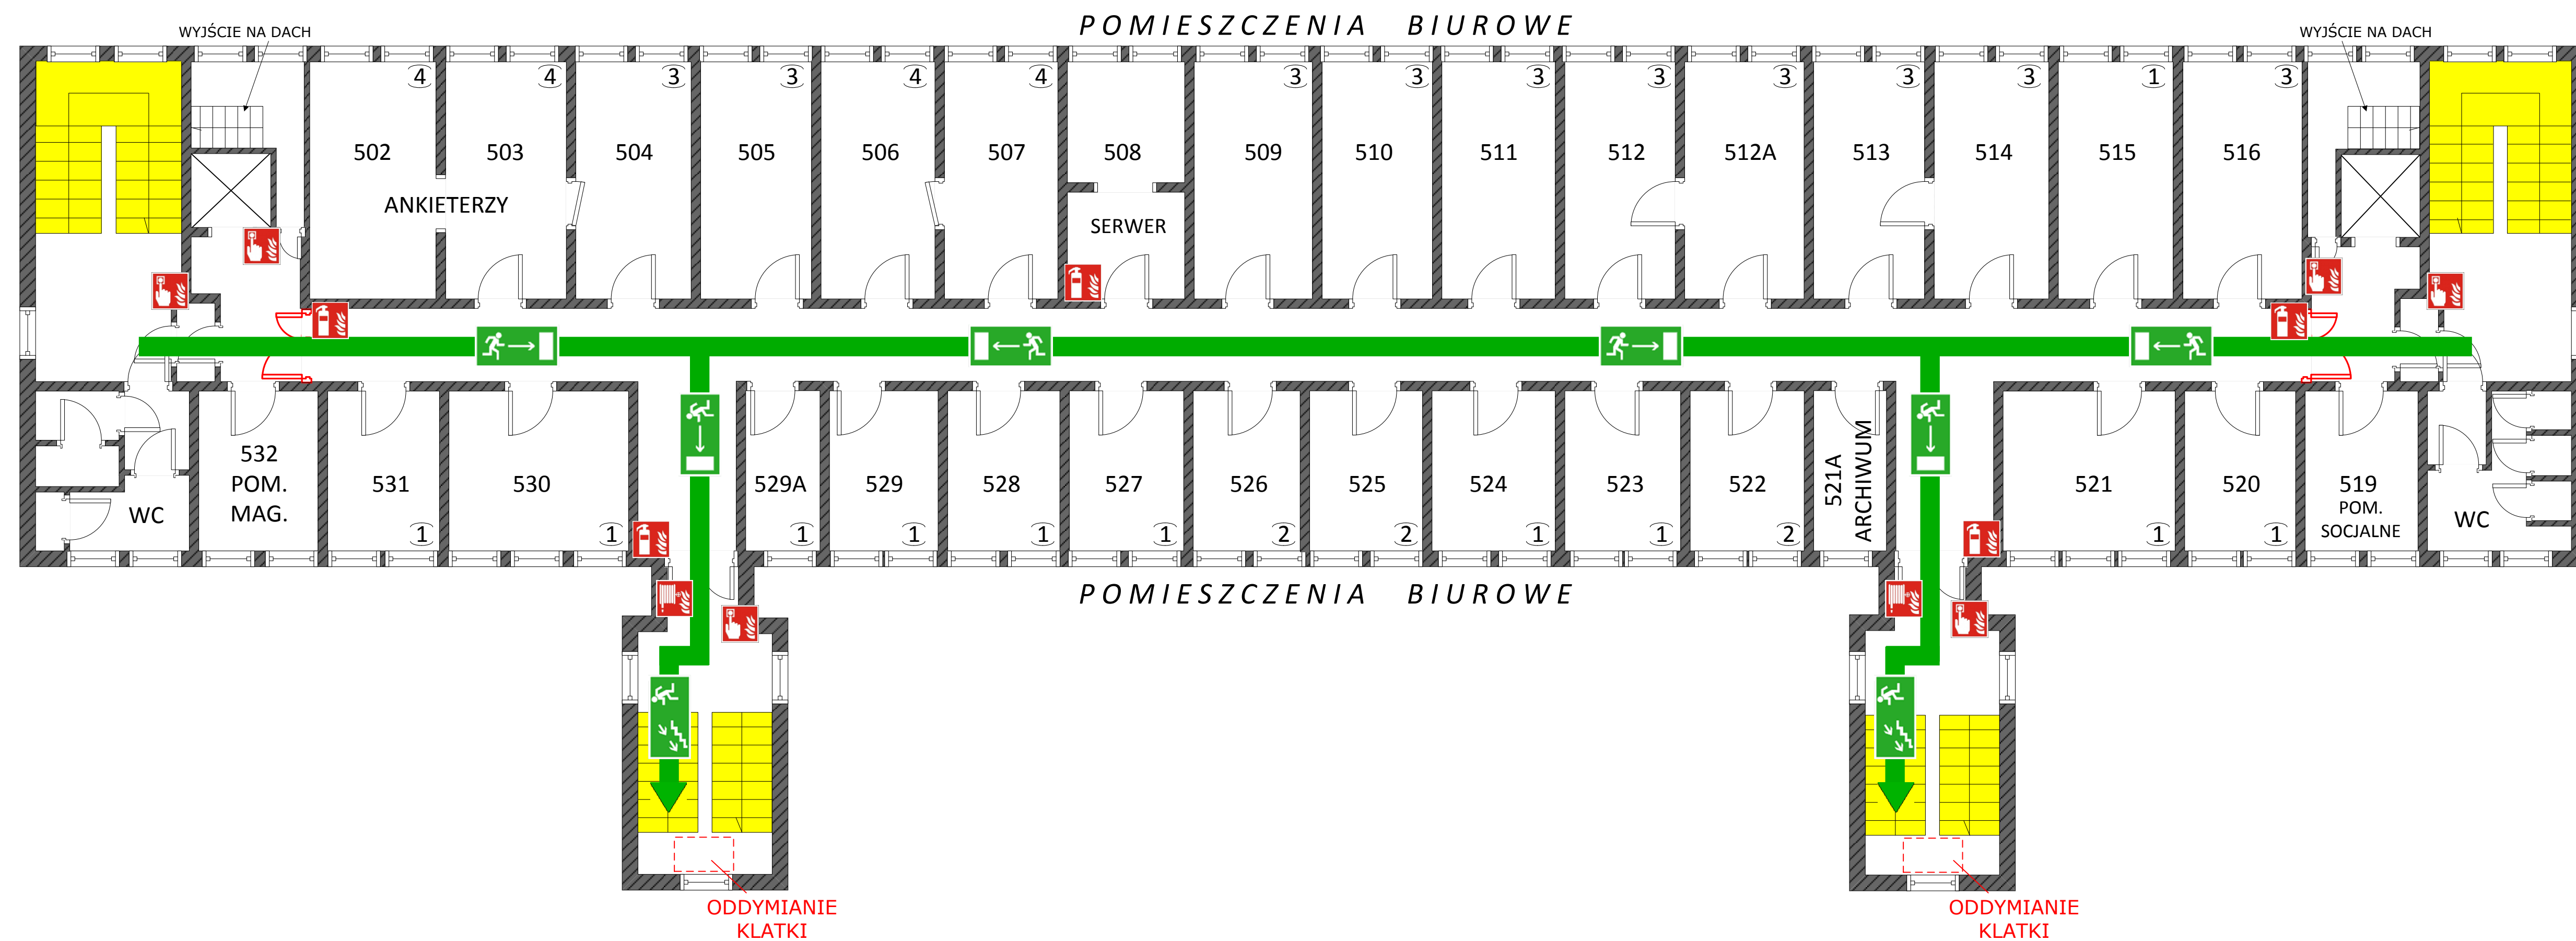 POMIESZCZENIA BIUROWE
WYJŚCIE NA DACH
WYJŚCIE NA DACH
4
4
3
3
4
4
3
3
3
3
3
3
1
3
502
503
504
505
506
507
508
509
510
511
512
512A
513
514
515
516
ANKIETERZY
SERWER
532
POM.
MAG.
531
530
529A
529
528
527
526
525
524
523
522
521A
ARCHIWUM
521
520
519
POM.
SOCJALNE
WC
WC
1
1
1
1
1
1
2
2
1
1
2
1
1
POMIESZCZENIA BIUROWE
ODDYMIANIE
KLATKI
ODDYMIANIE
KLATKI